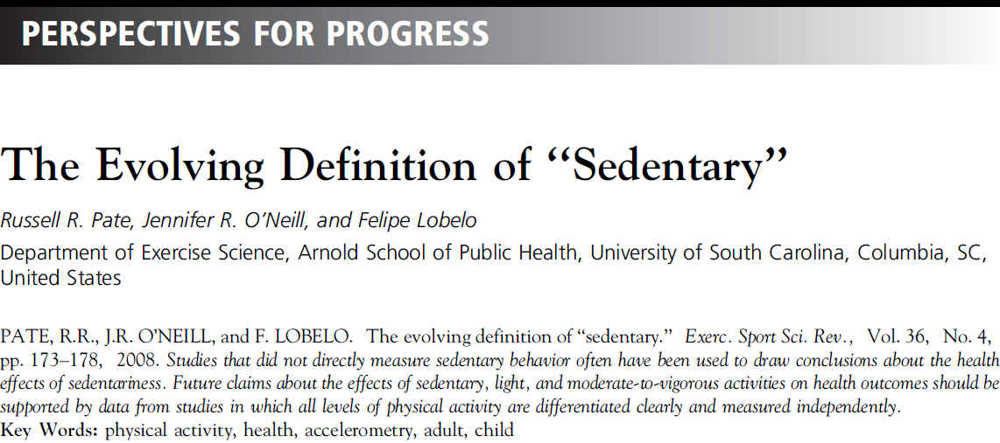 PERSPECTIVES FOR PROGRESS
The Evolving Definition of ‘‘Sedentary’’
Russell R. Pate, Jennifer R. O’Neill, and Felipe Lobelo
Department of Exercise Science, Arnold School of Public Health, University of South Carolina, Columbia, SC,
United States
PATE, R.R., J.R. O’NEILL, and F. LOBELO. The evolving definition of “sedentary.” Exerc. Sport Sci. Rev., Vol. 36, No. 4,
pp. 173–178, 2008. Studies that did not directly measure sedentary behavior often have been used to draw conclusions about the health
effects of sedentariness. Future claims about the effects of sedentary, light, and moderate-to-vigorous activities on health outcomes should be
supported by data from studies in which all levels of physical activity are differentiated clearly and measured independently.
Key Words: physical activity, health, accelerometry, adult, child